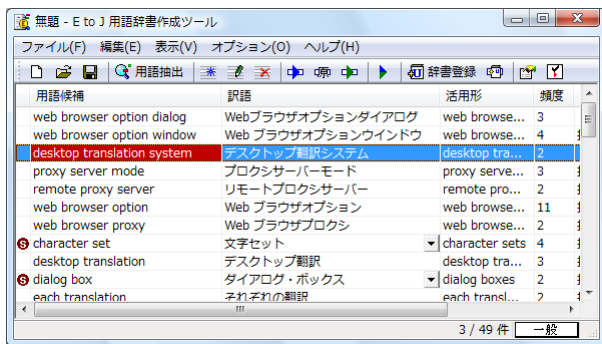 無題 - E to J 用語辞書作成ツール
ファイル(F) 編集(E) 表示(V) オプション(O) ヘルプ(H)
用語抽出 辞書登録
用語候補 訳語 活用形 頻度
web browser option dialog Webブラウザオプションダイアログ web browse... 3
web browser option window Web ブラウザオプションウインドウ web browse... 4
desktop translation system デスクトップ翻訳システム desktop tra... 2
proxy server mode プロクシサーバーモード proxy serve... 3
remote proxy server リモートプロクシサーバー remote pro... 2
web browser option Web ブラウザオプション web browse... 11
web browser proxy Web ブラウザプロクシ web browse... 2
S character set 文字セット character sets 4
desktop translation デスクトップ翻訳 desktop tra... 3
S dialog box ダイアログ・ボックス dialog boxes 2
each translation それぞれの翻訳 each transl... 2
3 / 49 件 一般